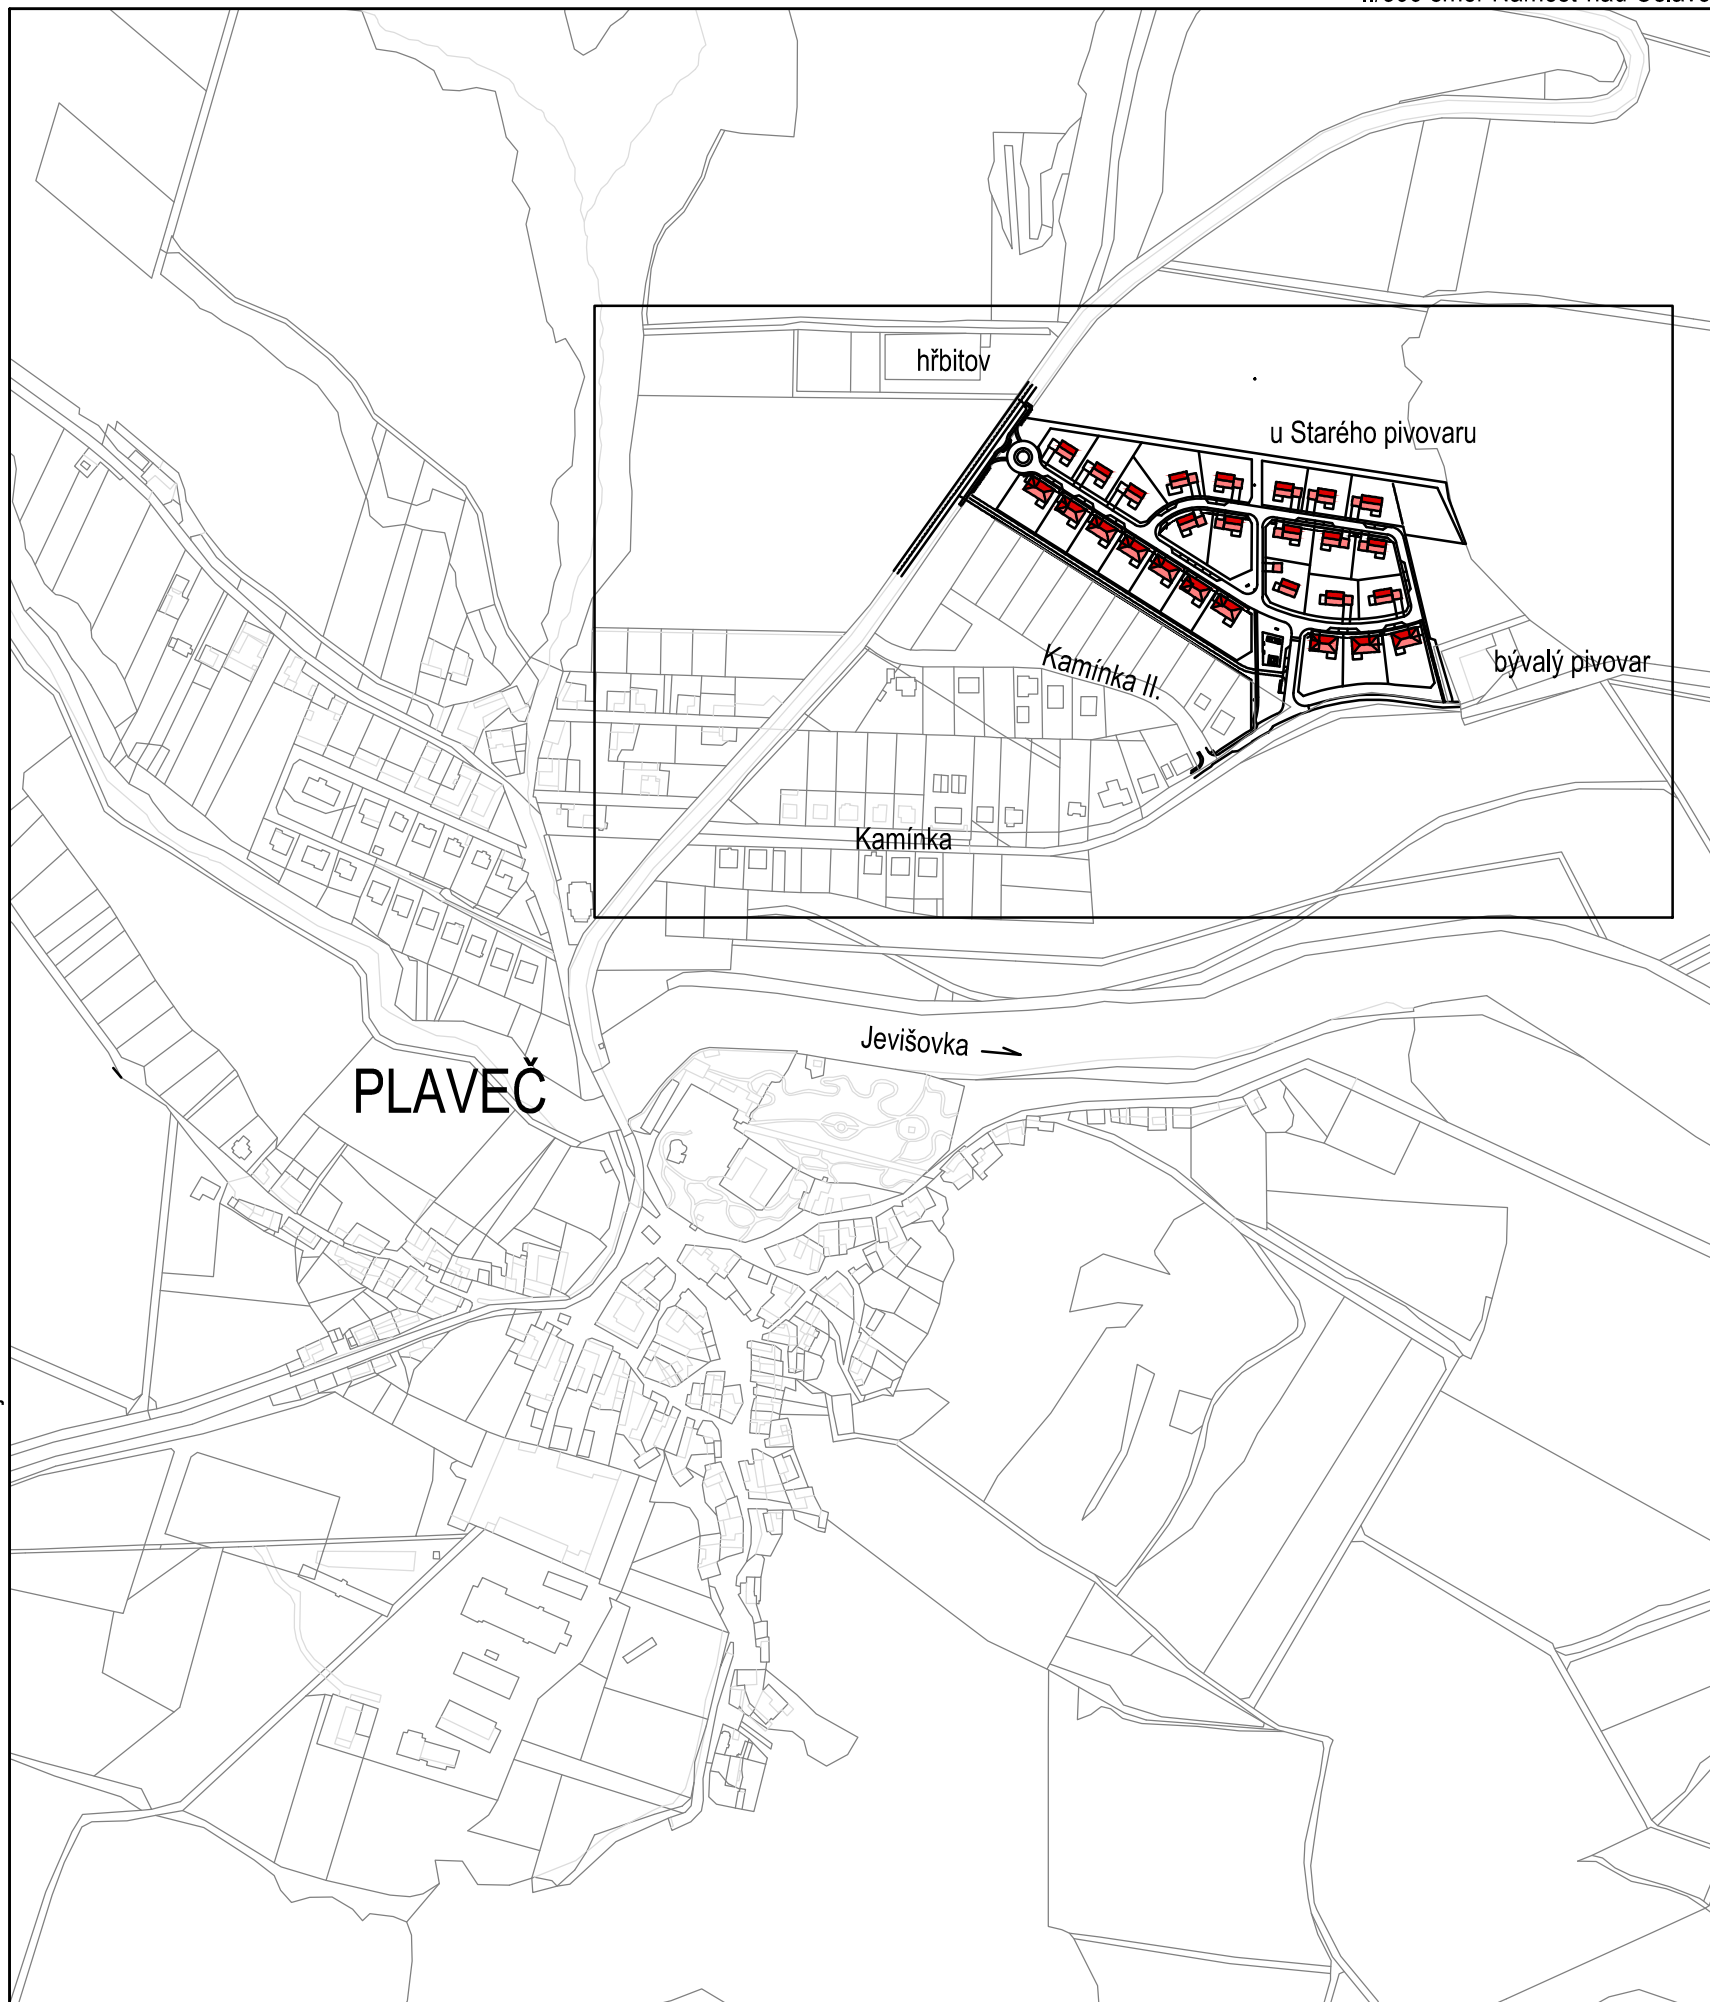 hřbitov
u Starého pivovaru
Kamínka II.
bývalý pivovar
Kamínka
Jevišovka
PLAVEČ